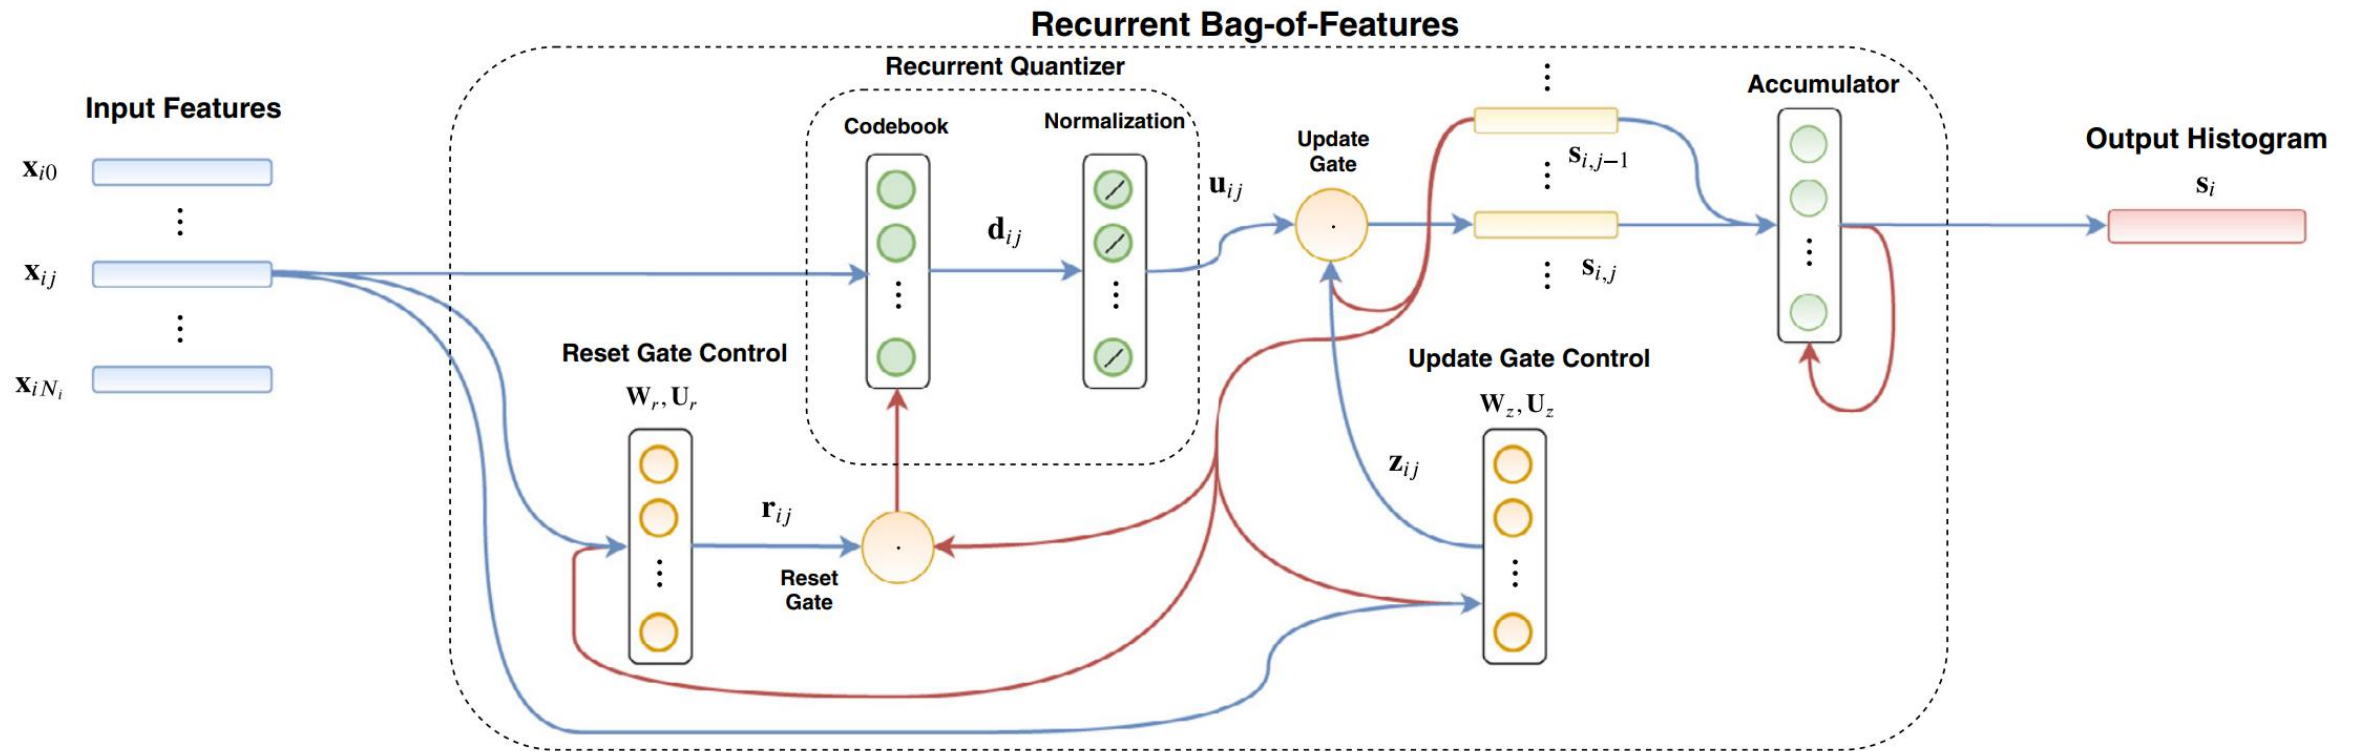 Recurrent Bag-of-Features
Recurrent Quantizer
Input Features
Codebook
Normalization
Update
Gate
Accumulator
Output Histogram
x_{i0}
⋮
x_{ij}
⋮
x_{iN_i}
d_{ij}
u_{ij}
⋮
s_{i,j−1}
⋮
s_{i,j}
⋮
s_i
Reset Gate Control
W_r, U_r
r_{ij}
Reset
Gate
Update Gate Control
W_z, U_z
z_{ij}